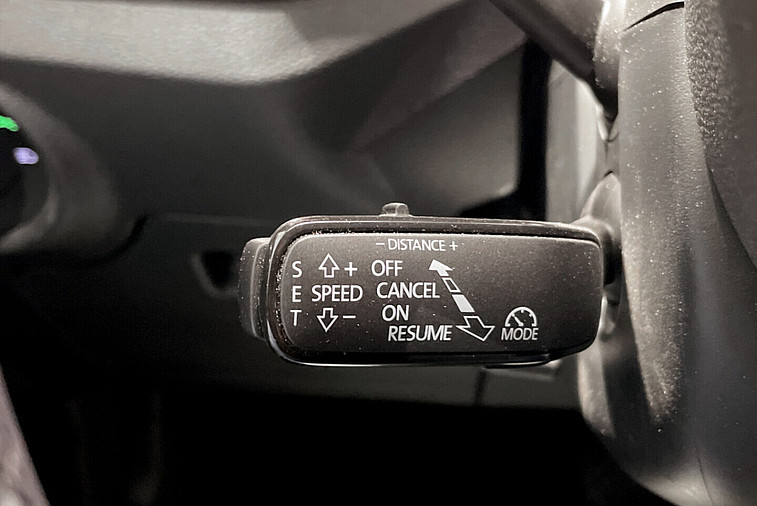 − DISTANCE +
S + OFF
E SPEED CANCEL
T − ON
RESUME MODE